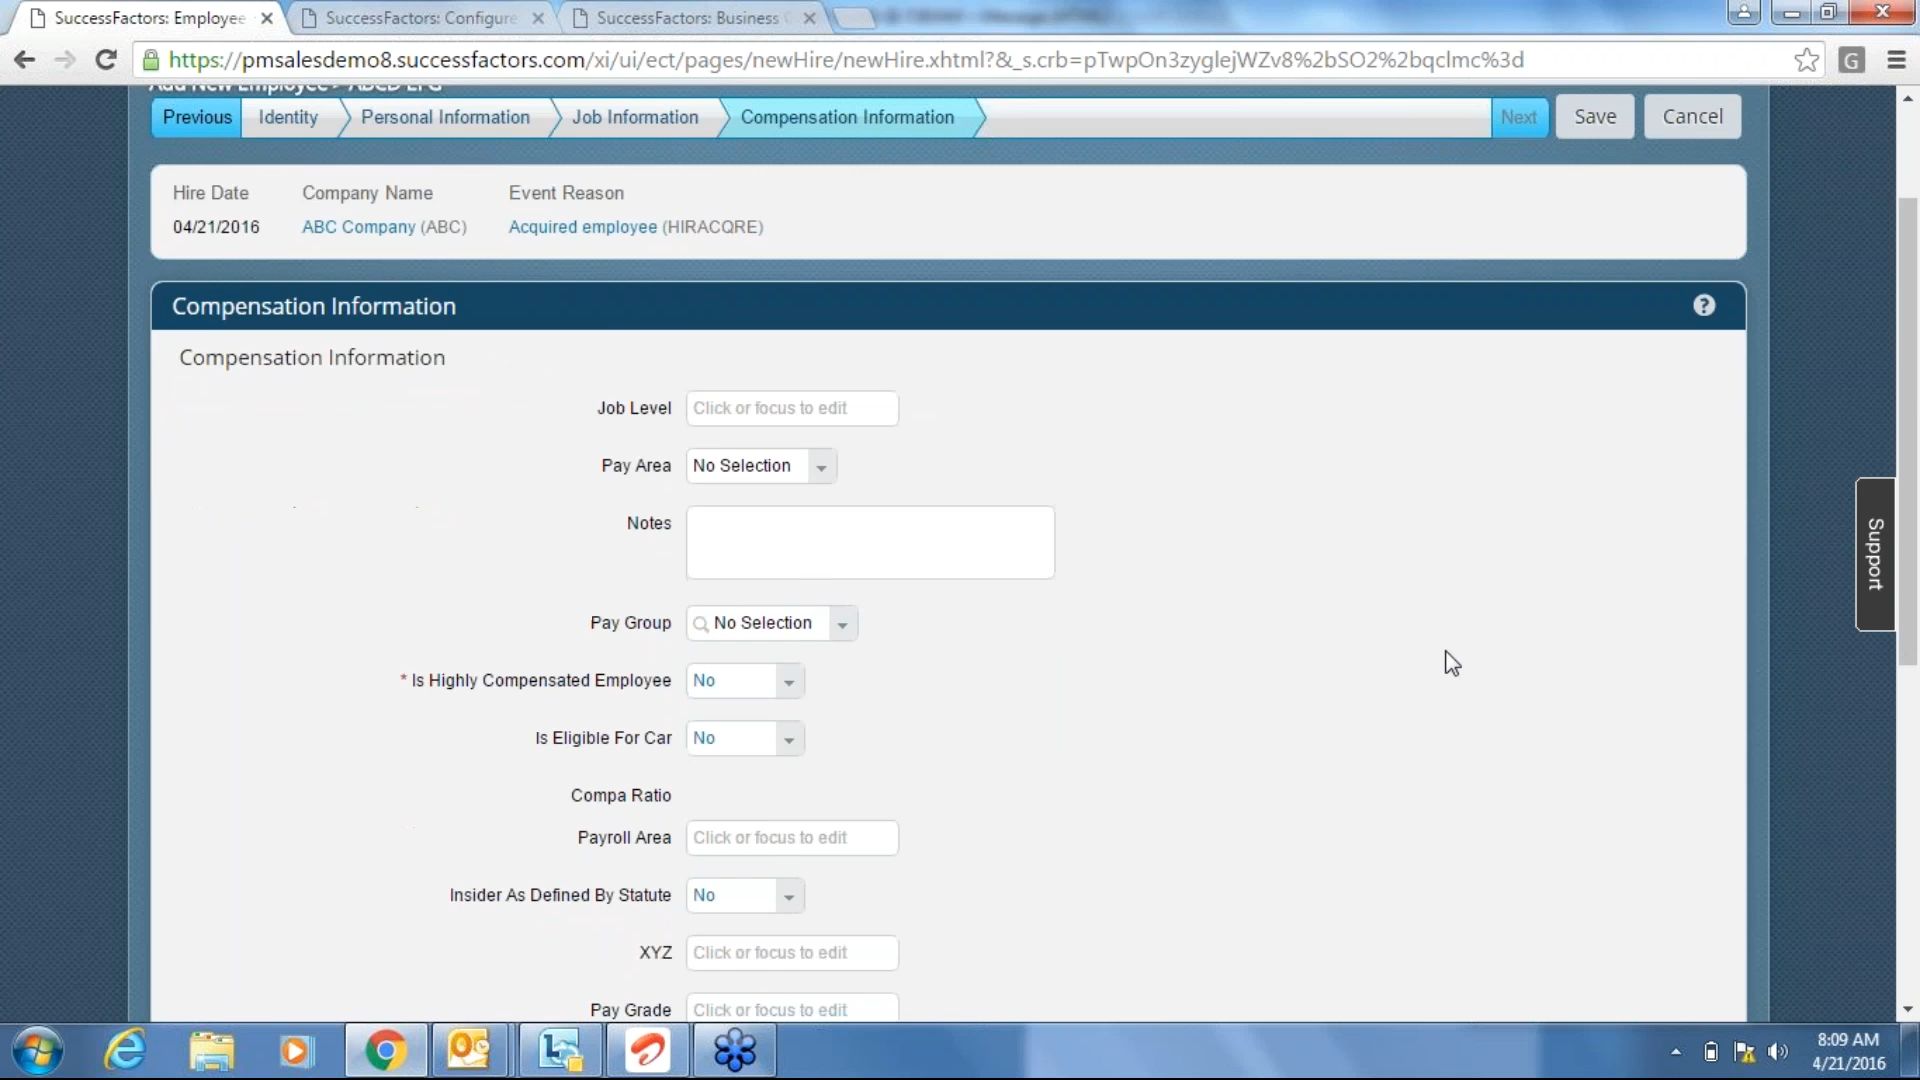 SuccessFactors: Employee
SuccessFactors: Configure
SuccessFactors: Business
https://pmsalesdemo8.successfactors.com/xi/ui/ect/pages/newHire/newHire.xhtml?&_s.crb=pTwpOn3zyglejWZv8%2bSO2%2bqclmc%3d
G
Add New Employee > ABCD EFG
Previous Identity Personal Information Job Information Compensation Information Next Save Cancel
Hire Date Company Name Event Reason
04/21/2016 ABC Company (ABC) Acquired employee (HIRACQRE)
Compensation Information ?
Compensation Information
Job Level Click or focus to edit
Pay Area No Selection
Notes
Support
Pay Group No Selection
* Is Highly Compensated Employee No
Is Eligible For Car No
Compa Ratio
Payroll Area Click or focus to edit
Insider As Defined By Statute No
XYZ Click or focus to edit
Pay Grade Click or focus to edit
8:09 AM
4/21/2016